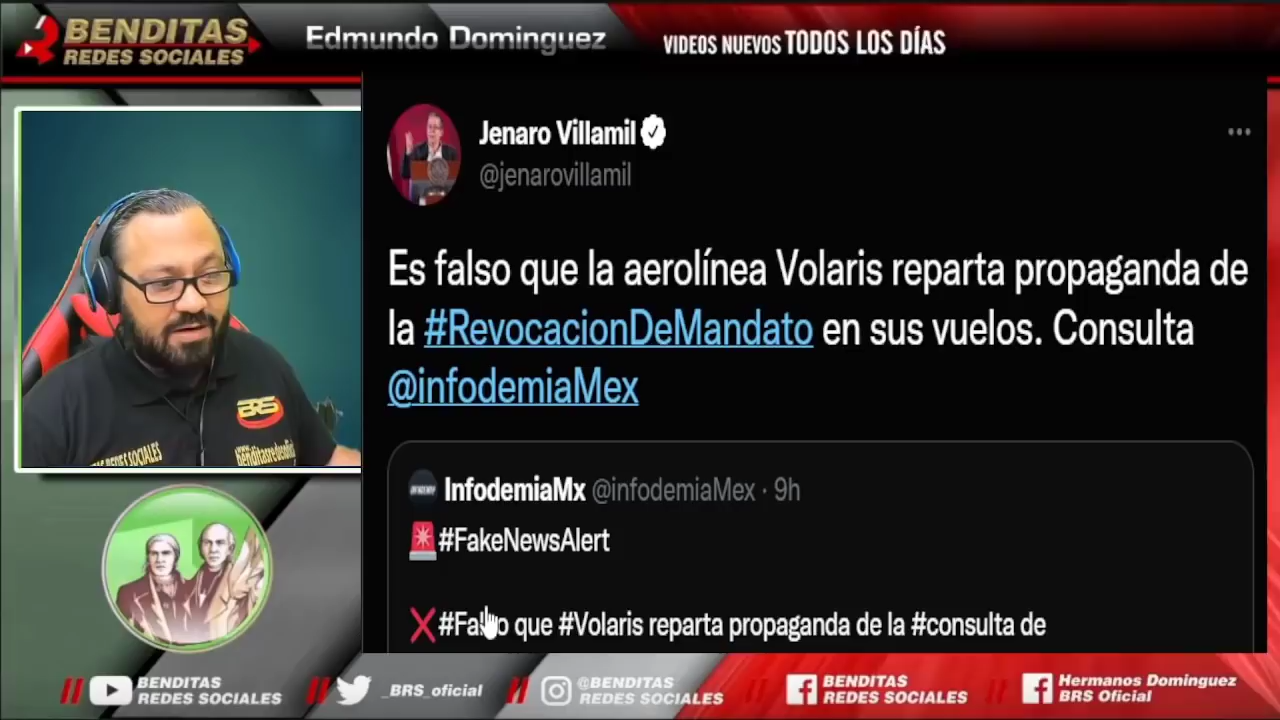 BENDITAS
REDES SOCIALES
Edmundo Dominguez
VIDEOS NUEVOS TODOS LOS DÍAS
Jenaro Villamil
@jenarovillamil
Es falso que la aerolínea Volaris reparta propaganda de
la #RevocacionDeMandato en sus vuelos. Consulta
@infodemiaMex
InfodemiaMx @infodemiaMex · 9h
#FakeNewsAlert
#Falso que #Volaris reparta propaganda de la #consulta de
BRS
BENDITAS
REDES SOCIALES
_BRS_oficial
@BENDITAS
REDES SOCIALES
BENDITAS
REDES SOCIALES
Hermanos Dominguez
BRS Oficial